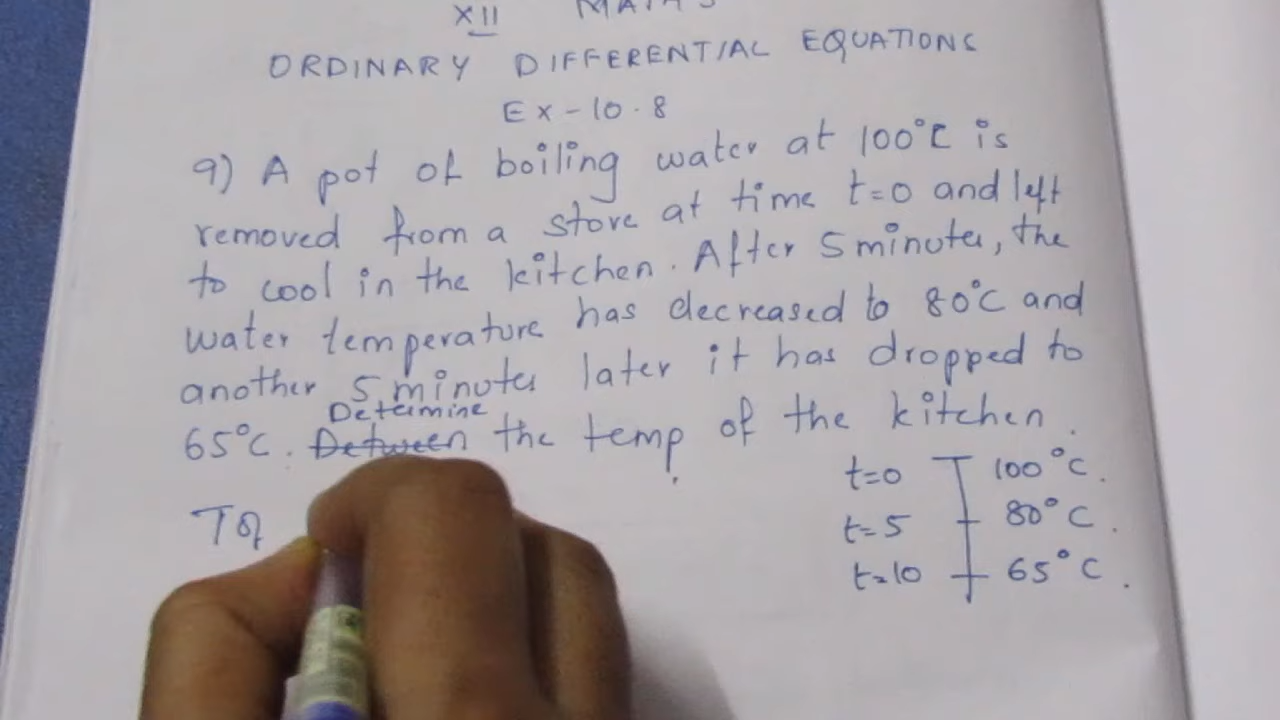 XII MATHS
ORDINARY DIFFERENTIAL EQUATIONS
Ex-10.8
9) A pot of boiling water at 100°C is
removed from a stove at time t=0 and left
to cool in the kitchen. After 5 minutes, the
water temperature has decreased to 80°C and
another 5 minutes later it has dropped to
Determine
65°C. Between the temp of the kitchen.
t=0 100°C.
t=5 80°C.
t=10 65°C.